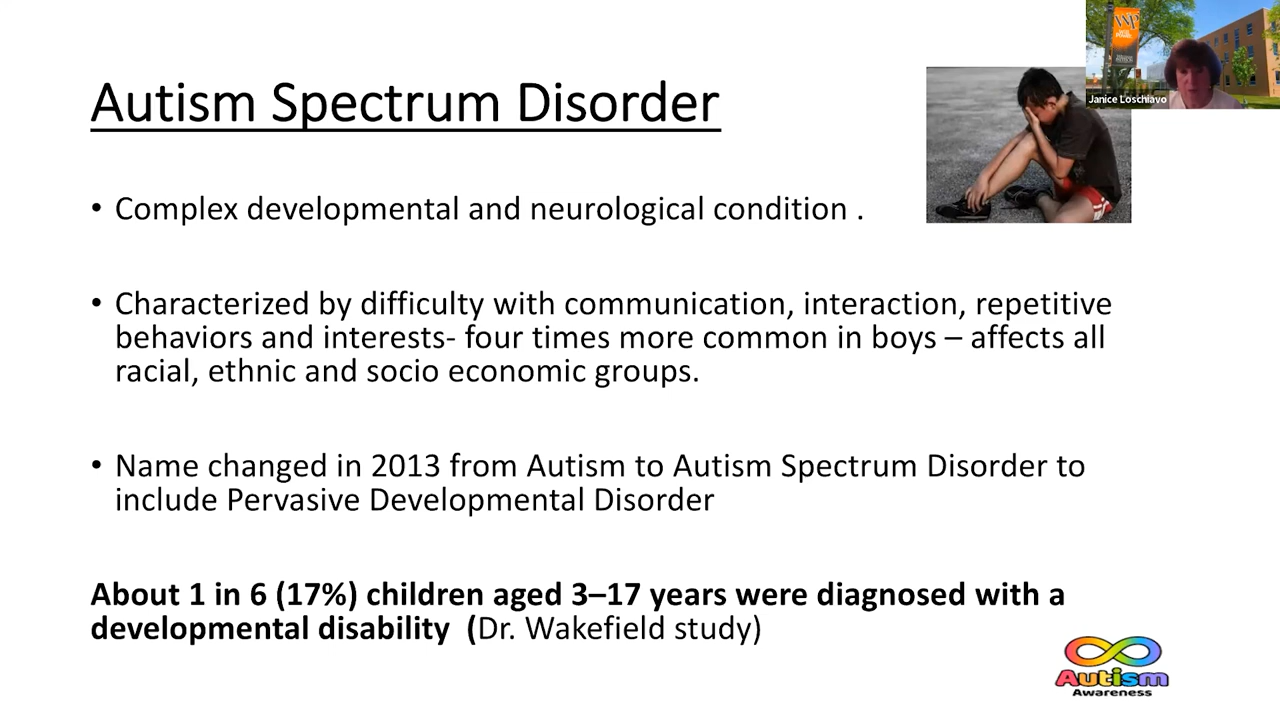 Autism Spectrum Disorder
WP
Janice Loschiavo
• Complex developmental and neurological condition .
• Characterized by difficulty with communication, interaction, repetitive
behaviors and interests- four times more common in boys – affects all
racial, ethnic and socio economic groups.
• Name changed in 2013 from Autism to Autism Spectrum Disorder to
include Pervasive Developmental Disorder
About 1 in 6 (17%) children aged 3–17 years were diagnosed with a
developmental disability (Dr. Wakefield study)
Autism
Awareness